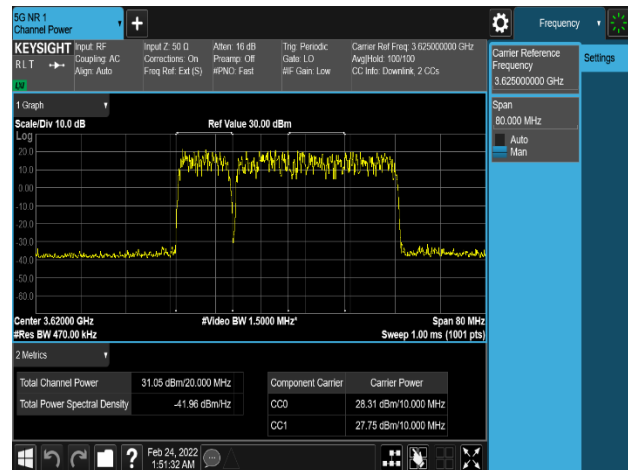 5G NR 1
Channel Power
Frequency
KEYSIGHT
RLT
LW
Input: RF
Coupling: AC
Align: Auto
Input Z: 50 Ω
Corrections: On
Freq Ref: Ext (S)
Atten: 16 dB
Preamp: Off
#PNO: Fast
Trig: Periodic
Gate: LO
#IF Gain: Low
Carrier Ref Freq: 3.625000000 GHz
Avg|Hold: 100/100
CC Info: Downlink, 2 CCs
Carrier Reference
Frequency
3.625000000 GHz
Settings
Span
80.000 MHz
Auto
Man
1 Graph
Scale/Div 10.0 dB
Ref Value 30.00 dBm
Log
20.0
10.0
0.00
-10.0
-20.0
-30.0
-40.0
-50.0
-60.0
Center 3.62000 GHz
#Video BW 1.5000 MHz*
Span 80 MHz
#Res BW 470.00 kHz
Sweep 1.00 ms (1001 pts)
2 Metrics
Total Channel Power 31.05 dBm/20.000 MHz
Total Power Spectral Density -41.96 dBm/Hz
Component Carrier Carrier Power
CC0 28.31 dBm/10.000 MHz
CC1 27.75 dBm/10.000 MHz
?
Feb 24, 2022
1:51:32 AM